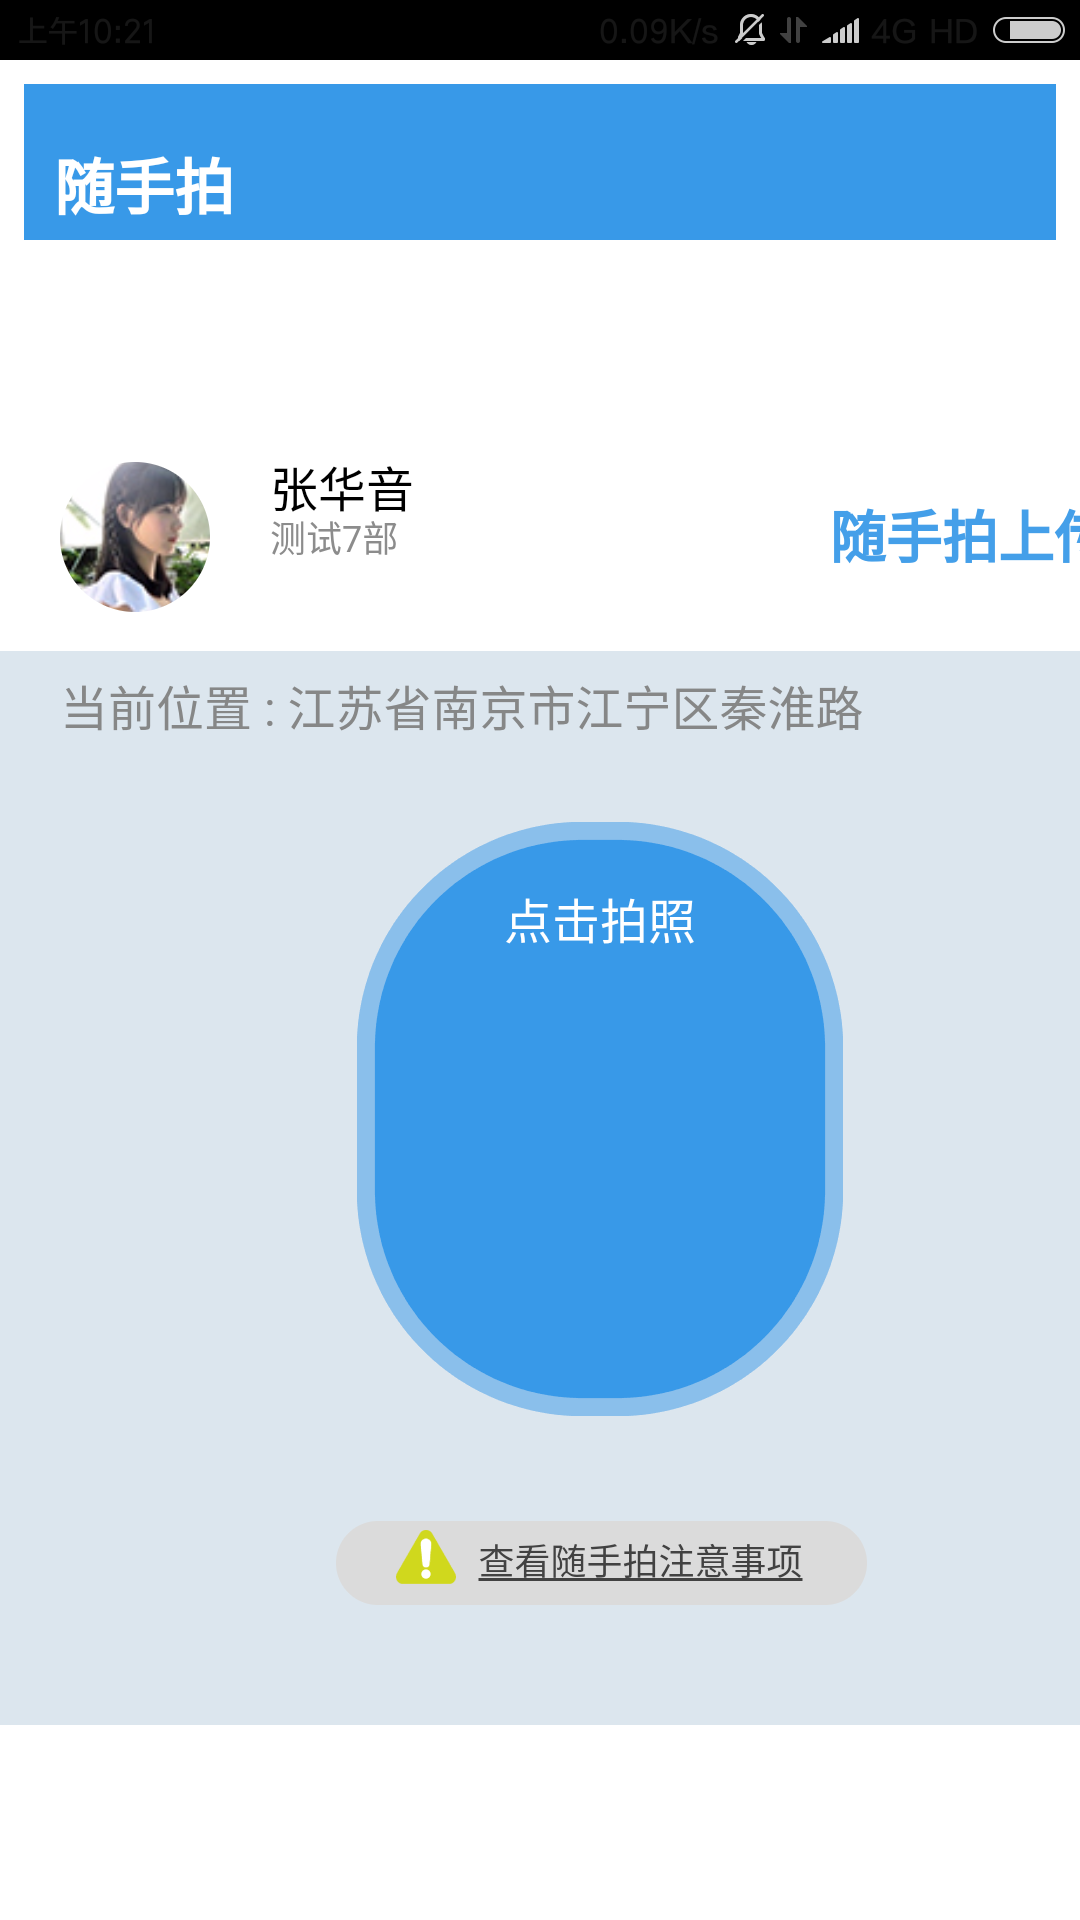 上午10:21 0.09K/s 4G HD
随手拍
张华音
测试7部
随手拍上传
当前位置 : 江苏省南京市江宁区秦淮路
点击拍照
查看随手拍注意事项